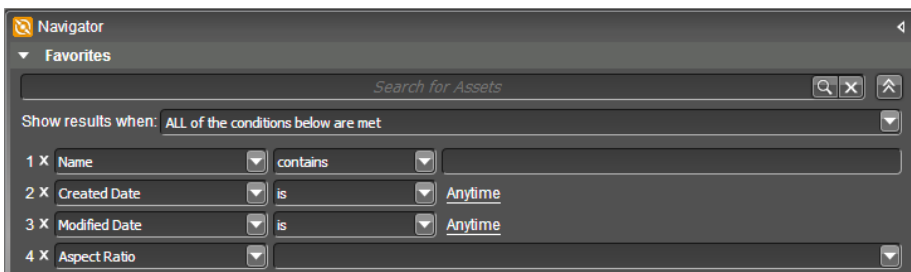 Navigator
Favorites
Search for Assets
Show results when: ALL of the conditions below are met
1 X Name contains
2 X Created Date is Anytime
3 X Modified Date is Anytime
4 X Aspect Ratio